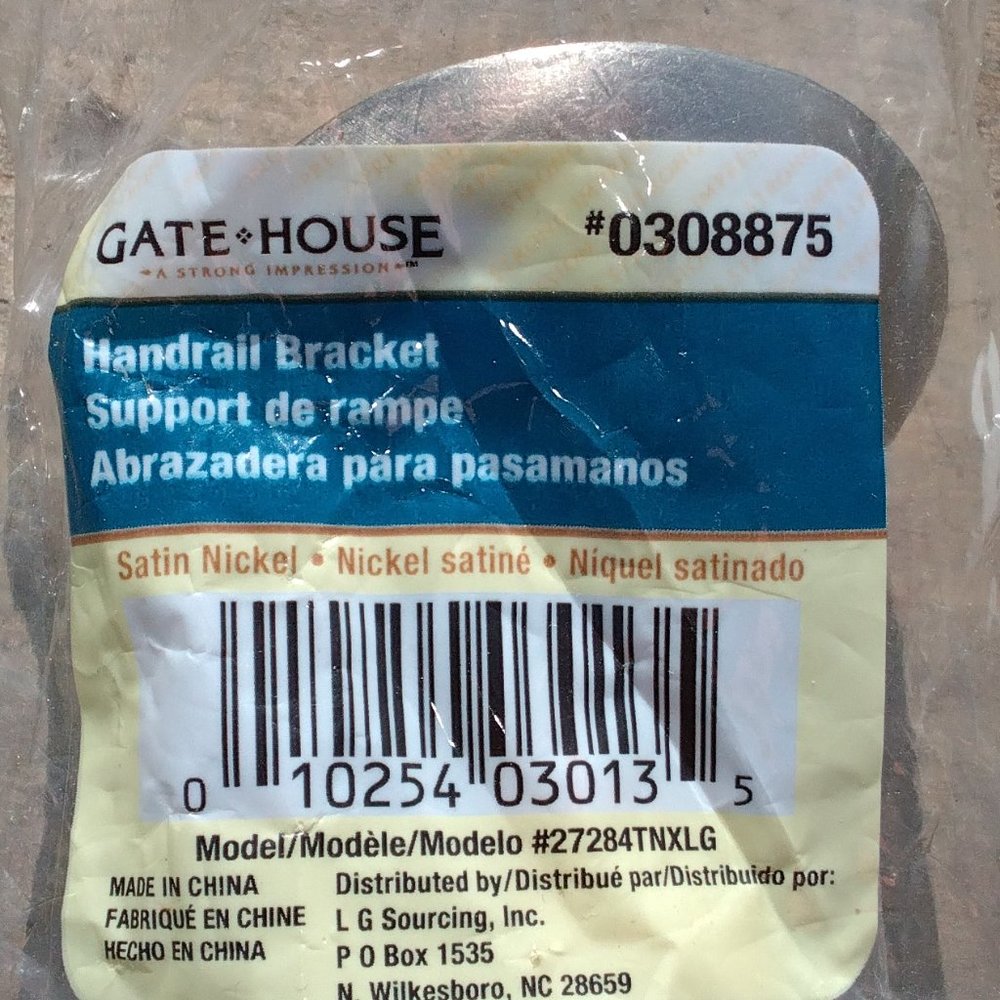 GATE HOUSE
A STRONG IMPRESSION™
#0308875
Handrail Bracket
Support de rampe
Abrazadera para pasamanos
Satin Nickel • Nickel satiné • Níquel satinado
0 10254 03013 5
Model/Modèle/Modelo #27284TNXLG
MADE IN CHINA
FABRIQUÉ EN CHINE
HECHO EN CHINA
Distributed by/Distribué par/Distribuido por:
L G Sourcing, Inc.
P O Box 1535
N. Wilkesboro, NC 28659